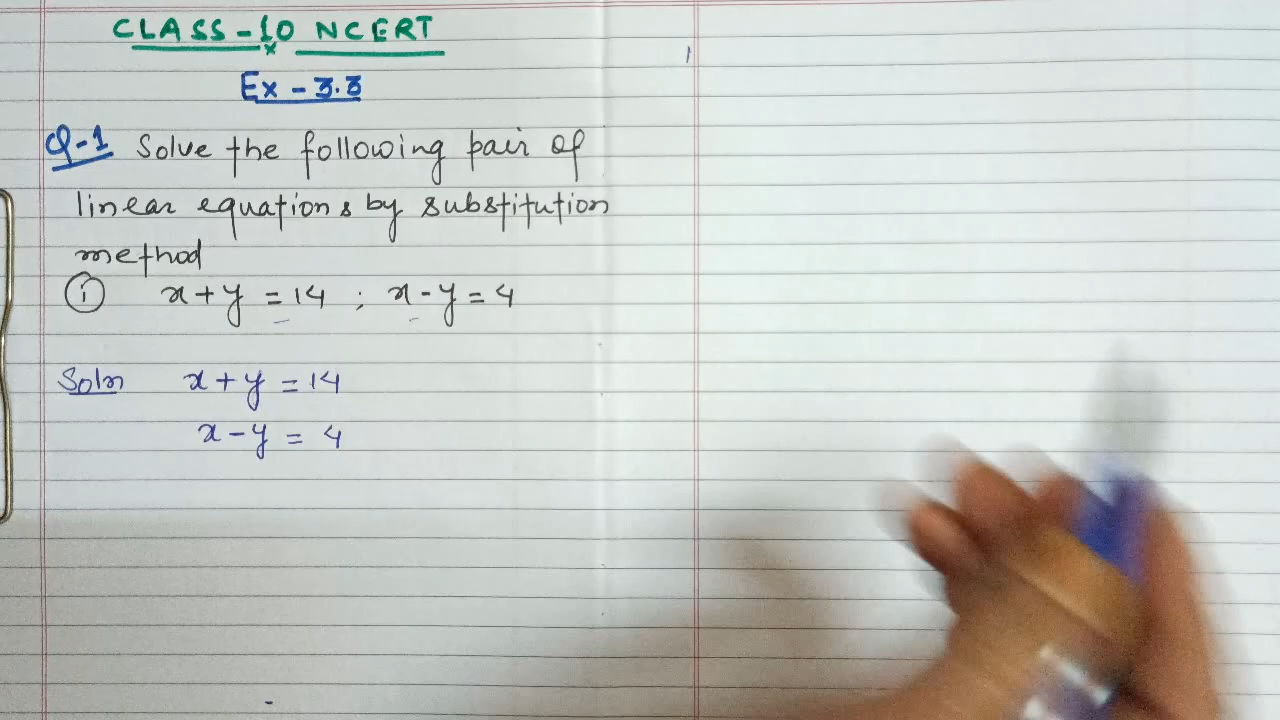 CLASS-10 NCERT
Ex - 3.3
Q-1 Solve the following pair of
linear equations by substitution
method
(i) x + y = 14 ; x - y = 4
Soln x + y = 14
x - y = 4